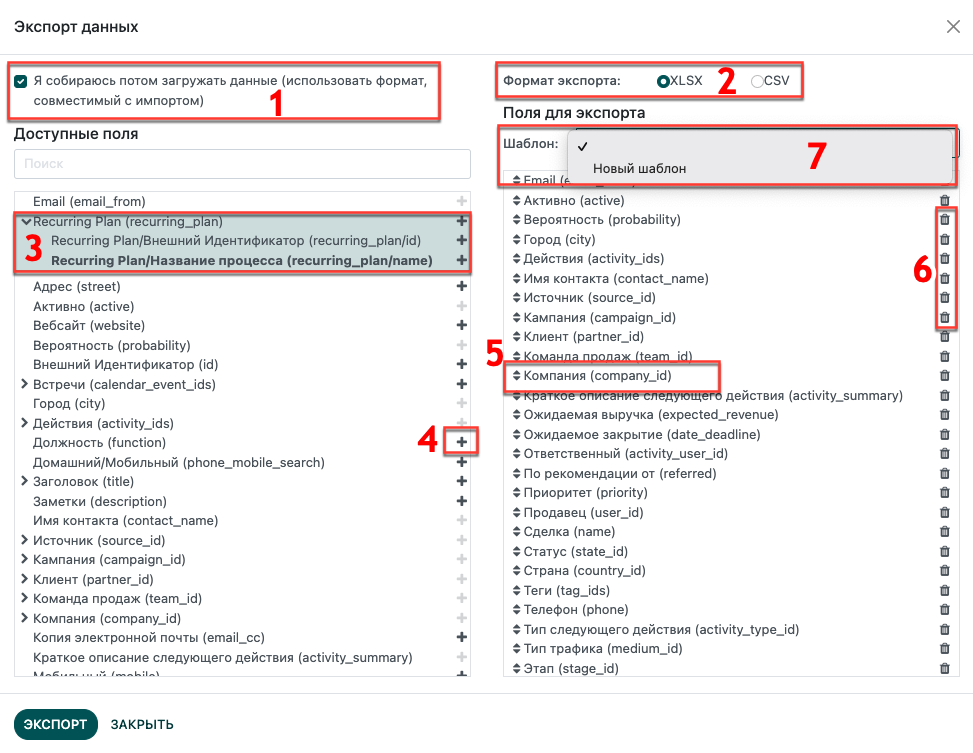 Экспорт данных
Я собираюсь потом загружать данные (использовать формат,
совместимый с импортом)
1
Доступные поля
Поиск
Email (email_from)
Recurring Plan (recurring_plan)
3
Recurring Plan/Внешний Идентификатор (recurring_plan/id)
Recurring Plan/Название процесса (recurring_plan/name)
Адрес (street)
Активно (active)
Вебсайт (website)
Вероятность (probability)
Внешний Идентификатор (id)
Встречи (calendar_event_ids)
Город (city)
Действия (activity_ids)
Должность (function)
4
Домашний/Мобильный (phone_mobile_search)
Заголовок (title)
Заметки (description)
Имя контакта (contact_name)
Источник (source_id)
Кампания (campaign_id)
Клиент (partner_id)
Команда продаж (team_id)
Компания (company_id)
Копия электронной почты (email_cc)
Краткое описание следующего действия (activity_summary)
Мобильный (mobile)
Формат экспорта: XLSX 2 CSV
Поля для экспорта
Шаблон:
✓
7
Новый шаблон
Email
Активно (active)
Вероятность (probability)
Город (city)
Действия (activity_ids)
6
Имя контакта (contact_name)
Источник (source_id)
Кампания (campaign_id)
Клиент (partner_id)
5
Команда продаж (team_id)
Компания (company_id)
Краткое описание следующего действия (activity_summary)
Ожидаемая выручка (expected_revenue)
Ожидаемое закрытие (date_deadline)
Ответственный (activity_user_id)
По рекомендации от (referred)
Приоритет (priority)
Продавец (user_id)
Сделка (name)
Статус (state_id)
Страна (country_id)
Теги (tag_ids)
Телефон (phone)
Тип следующего действия (activity_type_id)
Тип трафика (medium_id)
Этап (stage_id)
ЭКСПОРТ ЗАКРЫТЬ